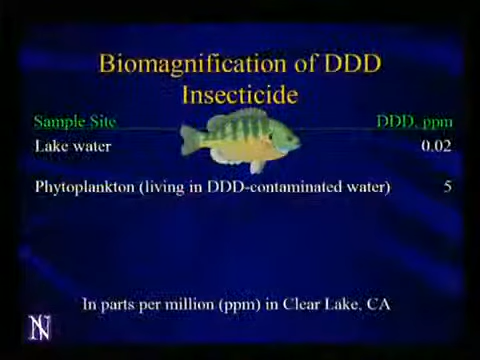 Biomagnification of DDD
Insecticide
Sample Site DDD, ppm
Lake water 0.02
Phytoplankton (living in DDD-contaminated water) 5
In parts per million (ppm) in Clear Lake, CA
N